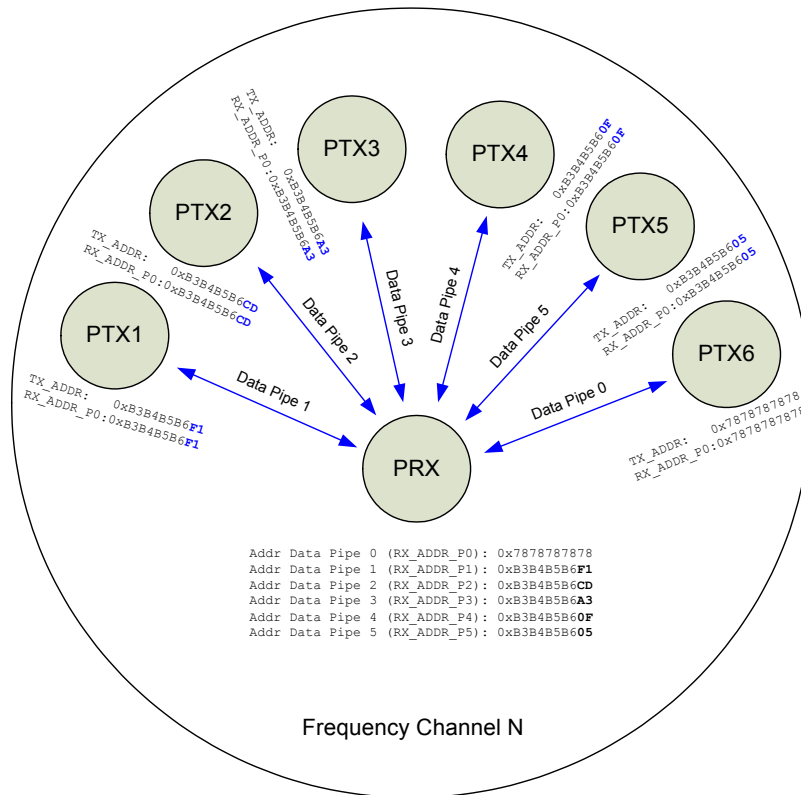 PTX3
PTX4
TX_ADDR: 0xB3B4B5B6A3
RX_ADDR_P0:0xB3B4B5B6A3
TX_ADDR: 0xB3B4B5B60F
RX_ADDR_P0:0xB3B4B5B60F
PTX2
PTX5
TX_ADDR: 0xB3B4B5B6CD
RX_ADDR_P0:0xB3B4B5B6CD
TX_ADDR: 0xB3B4B5B605
RX_ADDR_P0:0xB3B4B5B605
PTX1
PTX6
TX_ADDR: 0xB3B4B5B6F1
RX_ADDR_P0:0xB3B4B5B6F1
TX_ADDR: 0x7878787878
RX_ADDR_P0:0x7878787878
Data Pipe 1
Data Pipe 2
Data Pipe 3
Data Pipe 4
Data Pipe 5
Data Pipe 0
PRX
Addr Data Pipe 0 (RX_ADDR_P0): 0x7878787878
Addr Data Pipe 1 (RX_ADDR_P1): 0xB3B4B5B6F1
Addr Data Pipe 2 (RX_ADDR_P2): 0xB3B4B5B6CD
Addr Data Pipe 3 (RX_ADDR_P3): 0xB3B4B5B6A3
Addr Data Pipe 4 (RX_ADDR_P4): 0xB3B4B5B60F
Addr Data Pipe 5 (RX_ADDR_P5): 0xB3B4B5B605
Frequency Channel N